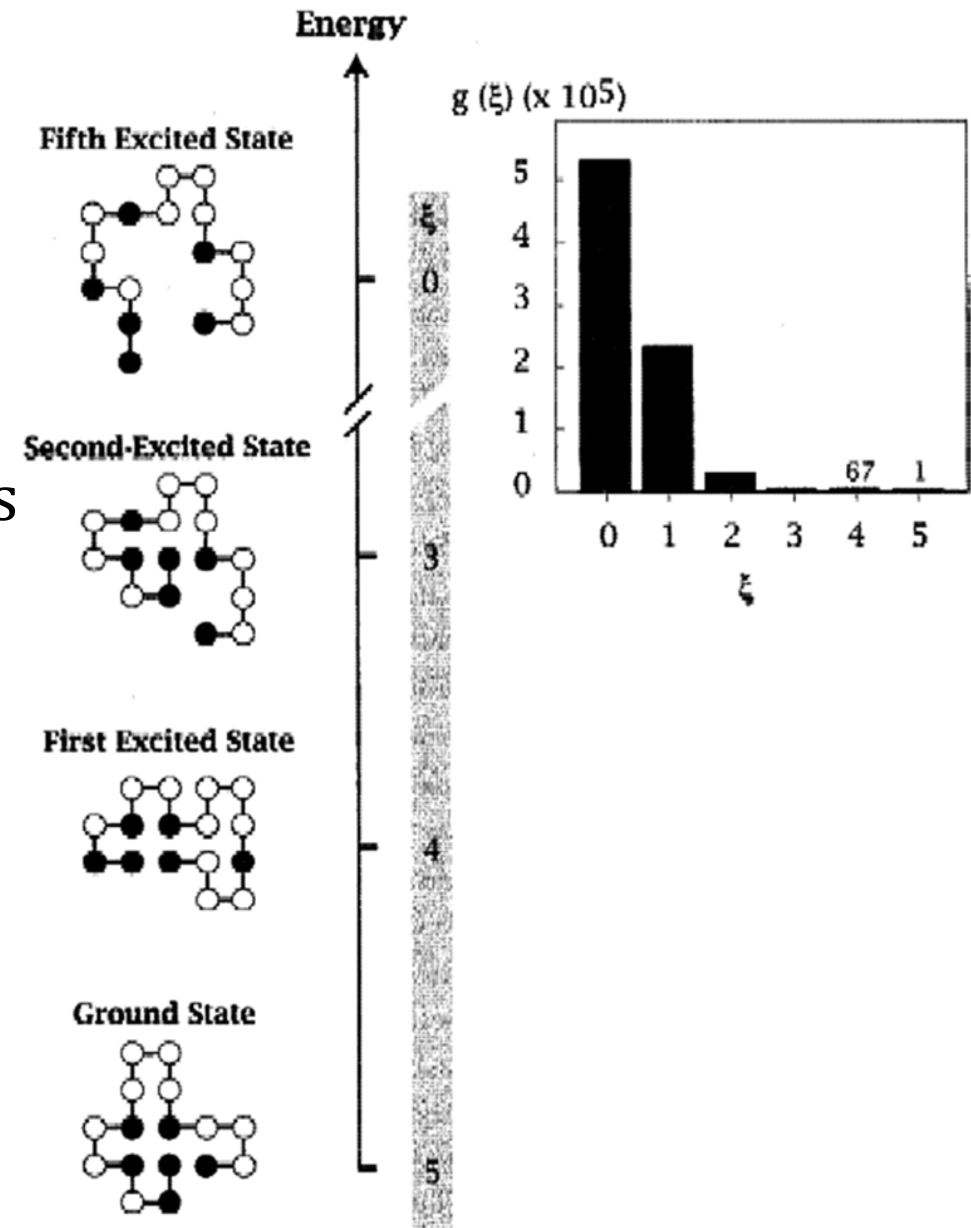 Energy
g (ξ) (x 10⁵)
Fifth Excited State
ξ
0
5
4
3
2
1
0
67 1
0 1 2 3 4 5
ξ
Second-Excited State
s
3
First Excited State
4
Ground State
5